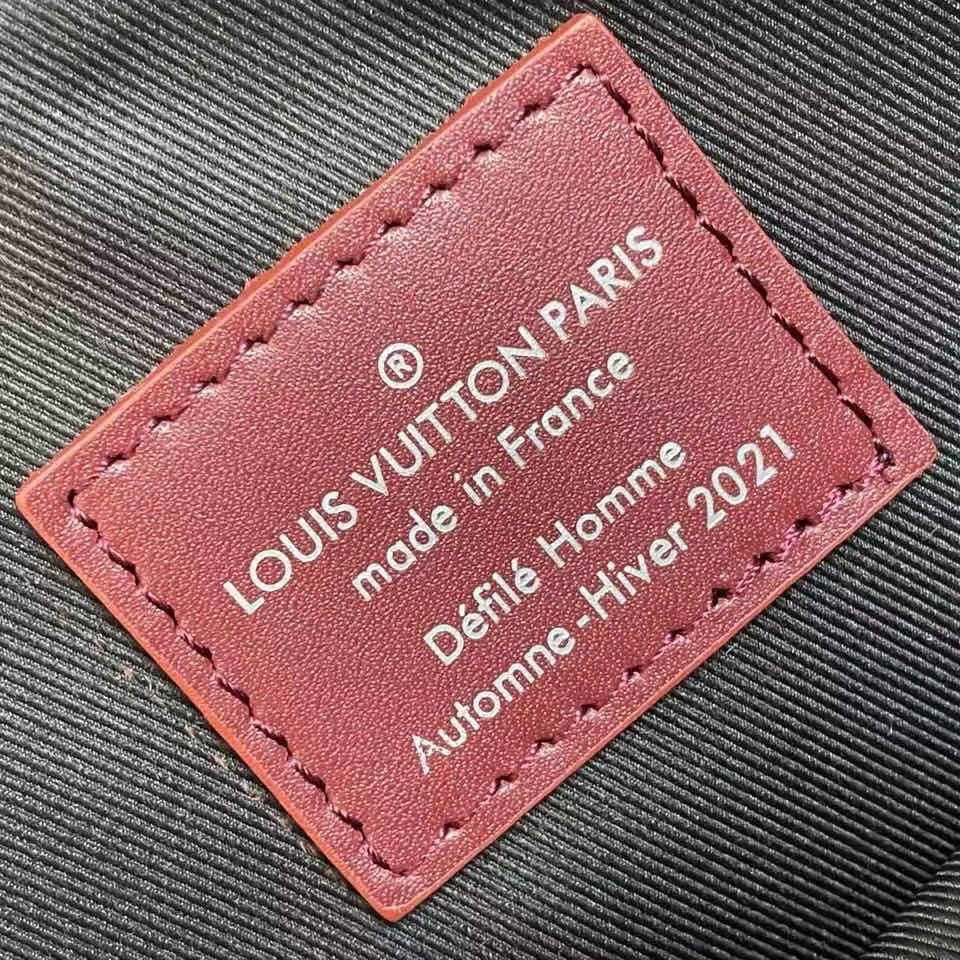 ®
LOUIS VUITTON PARIS
made in France
Défilé Homme
Automne-Hiver 2021